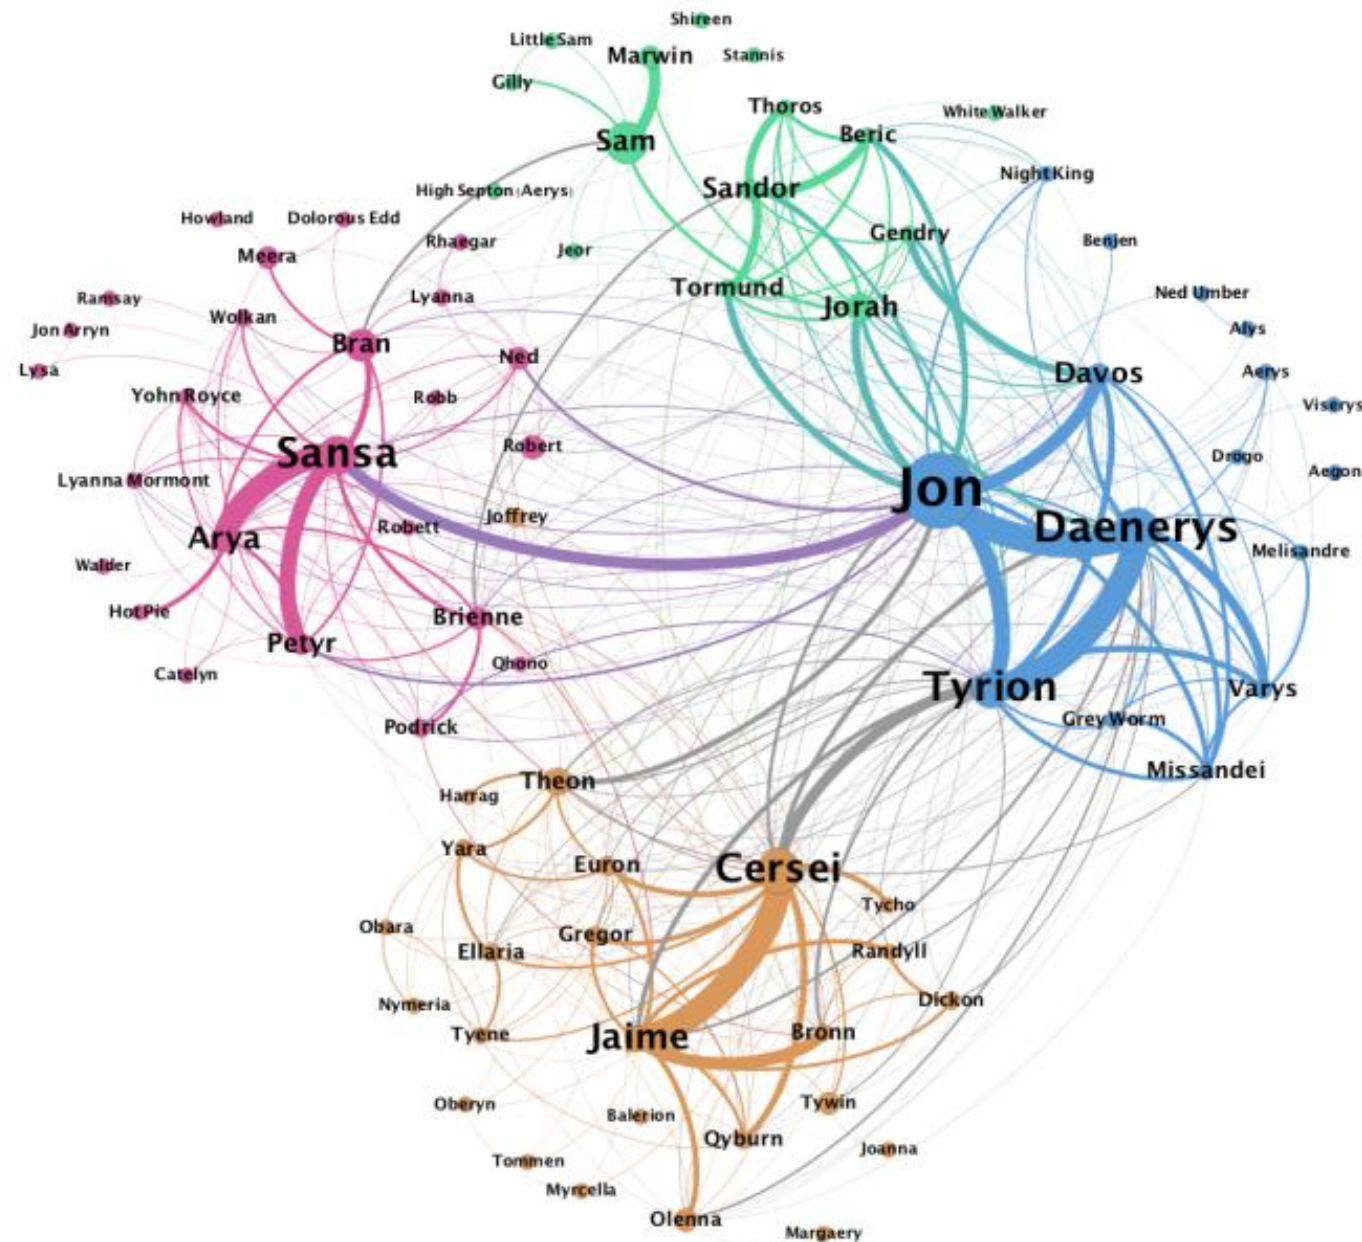 Shireen
Little Sam
Marwin
Stannis
Gilly
Thoros
White Walker
Beric
Sam
Night King
Sandor
High Septon (Aerys)
Howland
Dolorous Edd
Gendry
Rhaegar
Benjen
Jeor
Meera
Tormund
Ned Umber
Ramsay
Lyanna
Jorah
Wolkan
Alys
Jon Arryn
Bran
Ned
Lysa
Davos
Aerys
Yohn Royce
Robb
Viserys
Robert
Sansa
Drogo
Aegon
Lyanna Mormont
Jon
Joffrey
Robett
Daenerys
Arya
Melisandre
Walder
Hot Pie
Brienne
Petyr
Qhono
Catelyn
Tyrion
Varys
Grey Worm
Podrick
Missandei
Theon
Harrag
Yara
Euron
Cersei
Tycho
Obara
Gregor
Ellaria
Randyll
Dickon
Nymeria
Tyene
Jaime
Bronn
Oberyn
Balerion
Tywin
Qyburn
Joanna
Tommen
Myrcella
Olenna
Margaery